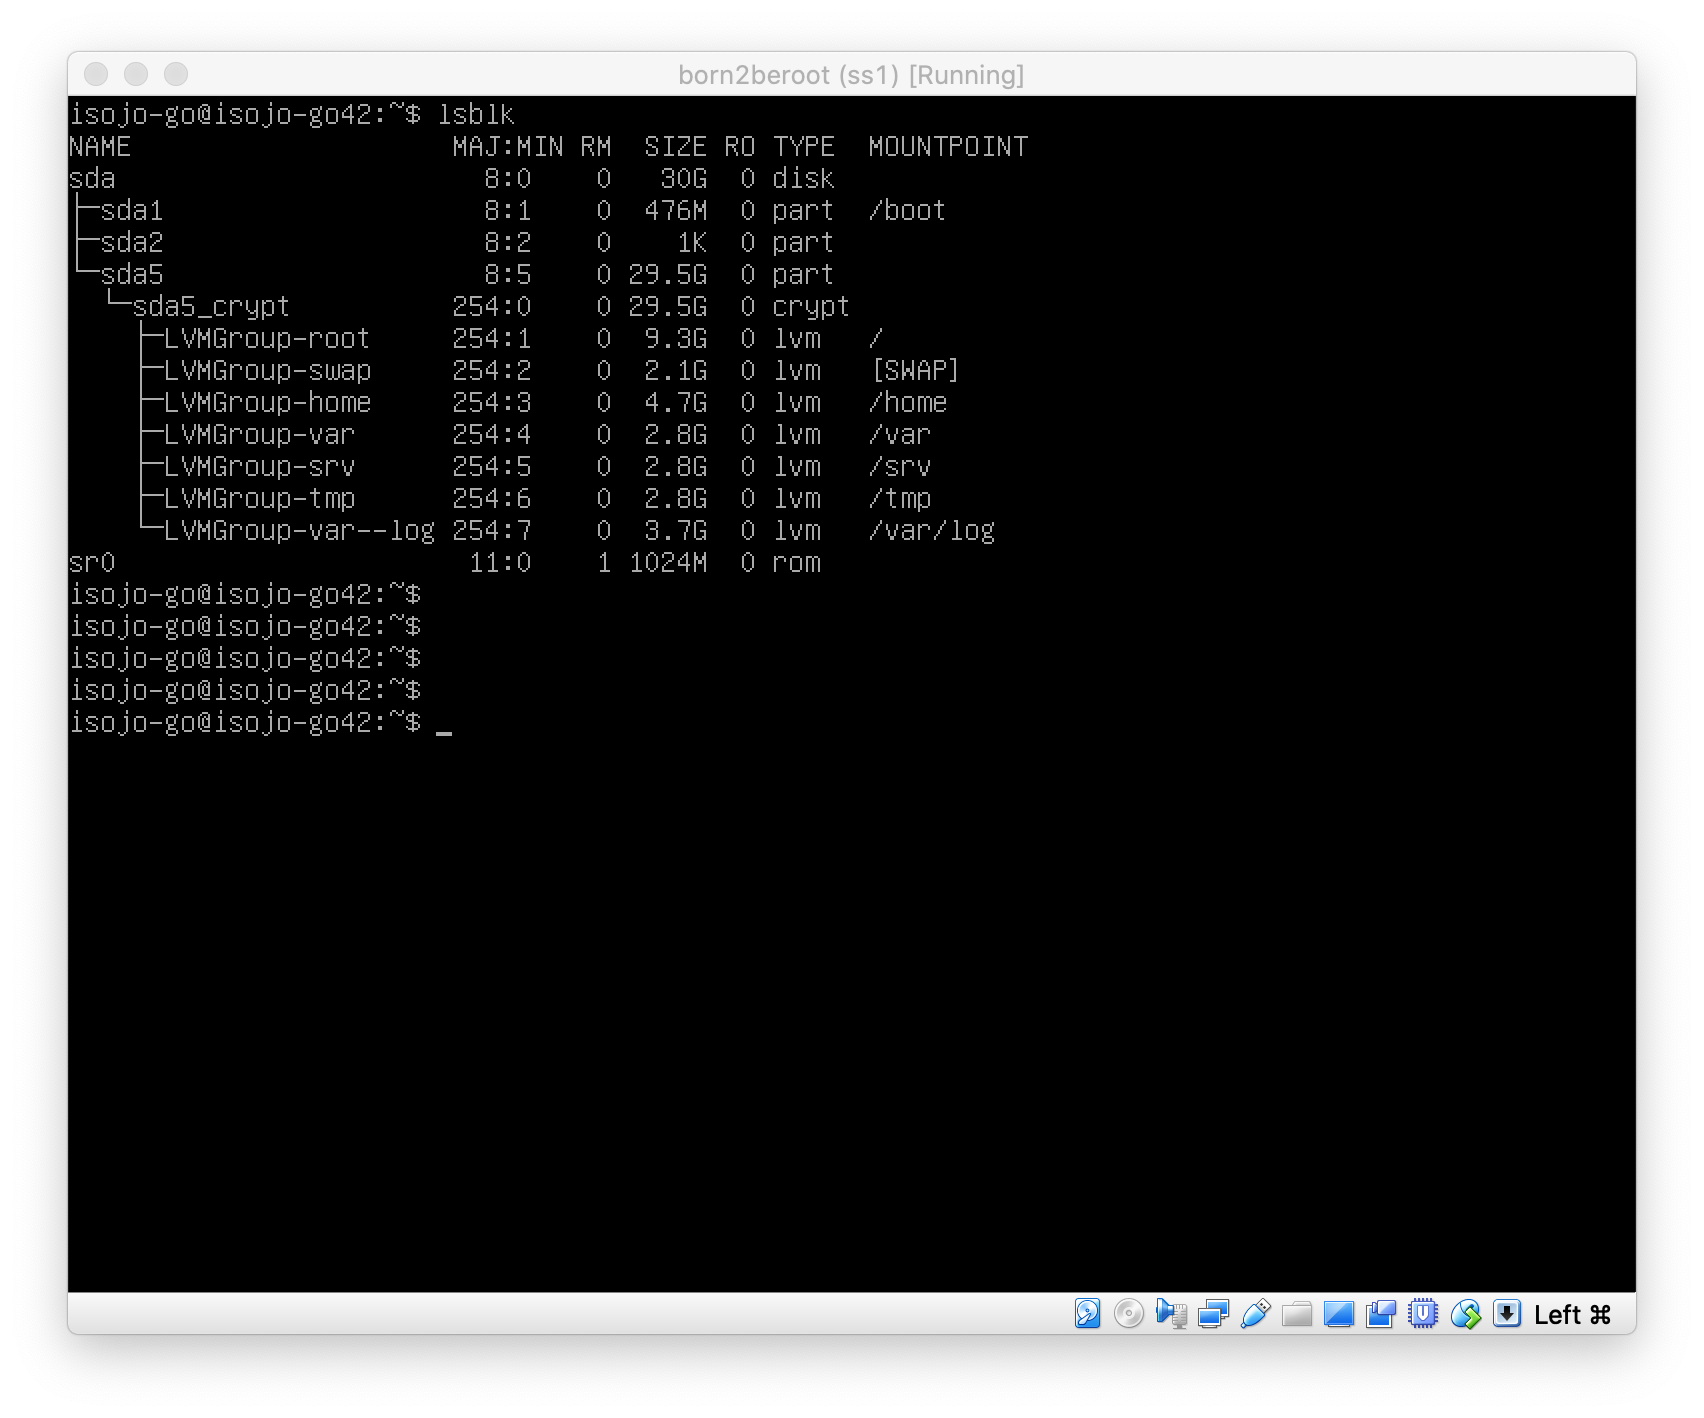 born2beroot (ss1) [Running]
isojo-go@isojo-go42:~$ lsblk
NAME                    MAJ:MIN RM  SIZE RO TYPE  MOUNTPOINT
sda                       8:0    0   30G  0 disk
├─sda1                    8:1    0  476M  0 part  /boot
├─sda2                    8:2    0    1K  0 part
└─sda5                    8:5    0 29.5G  0 part
  └─sda5_crypt          254:0    0 29.5G  0 crypt
    ├─LVMGroup-root     254:1    0  9.3G  0 lvm   /
    ├─LVMGroup-swap     254:2    0  2.1G  0 lvm   [SWAP]
    ├─LVMGroup-home     254:3    0  4.7G  0 lvm   /home
    ├─LVMGroup-var      254:4    0  2.8G  0 lvm   /var
    ├─LVMGroup-srv      254:5    0  2.8G  0 lvm   /srv
    ├─LVMGroup-tmp      254:6    0  2.8G  0 lvm   /tmp
    └─LVMGroup-var--log 254:7    0  3.7G  0 lvm   /var/log
sr0                      11:0    1 1024M  0 rom
isojo-go@isojo-go42:~$
isojo-go@isojo-go42:~$
isojo-go@isojo-go42:~$
isojo-go@isojo-go42:~$
isojo-go@isojo-go42:~$ _
Left ⌘